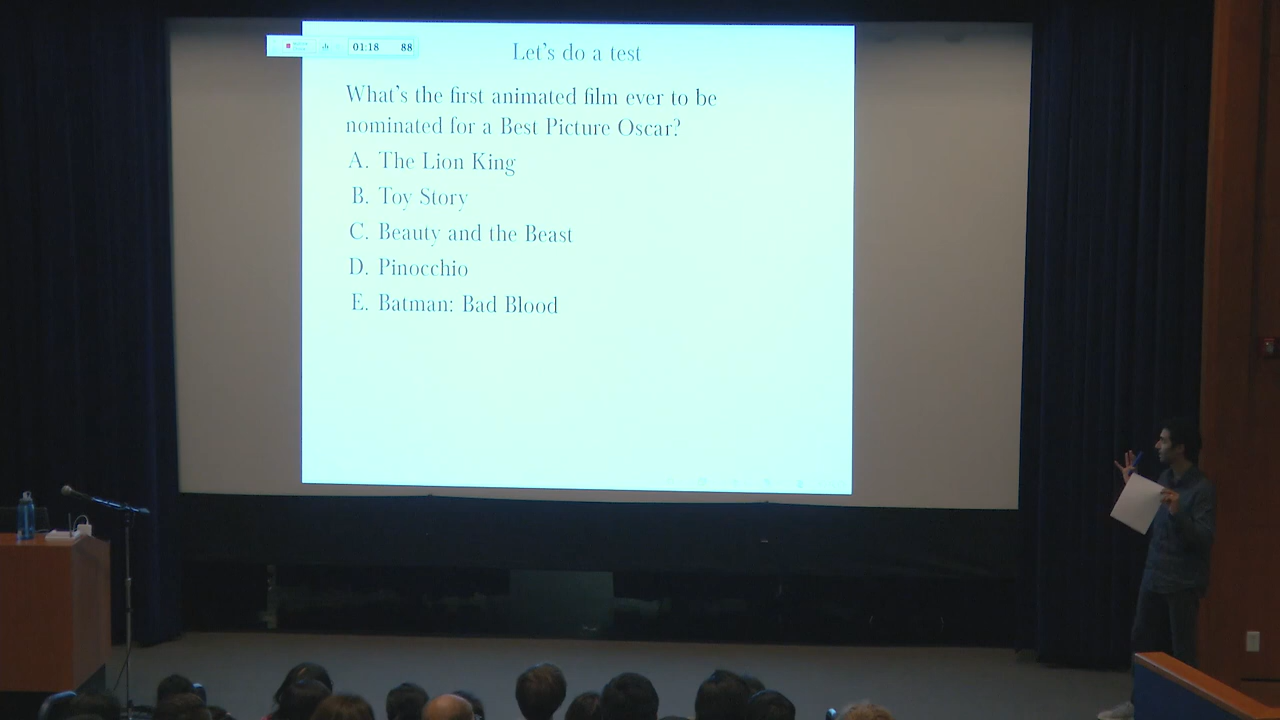 01:18 88
Let's do a test
What's the first animated film ever to be
nominated for a Best Picture Oscar?
A. The Lion King
B. Toy Story
C. Beauty and the Beast
D. Pinocchio
E. Batman: Bad Blood